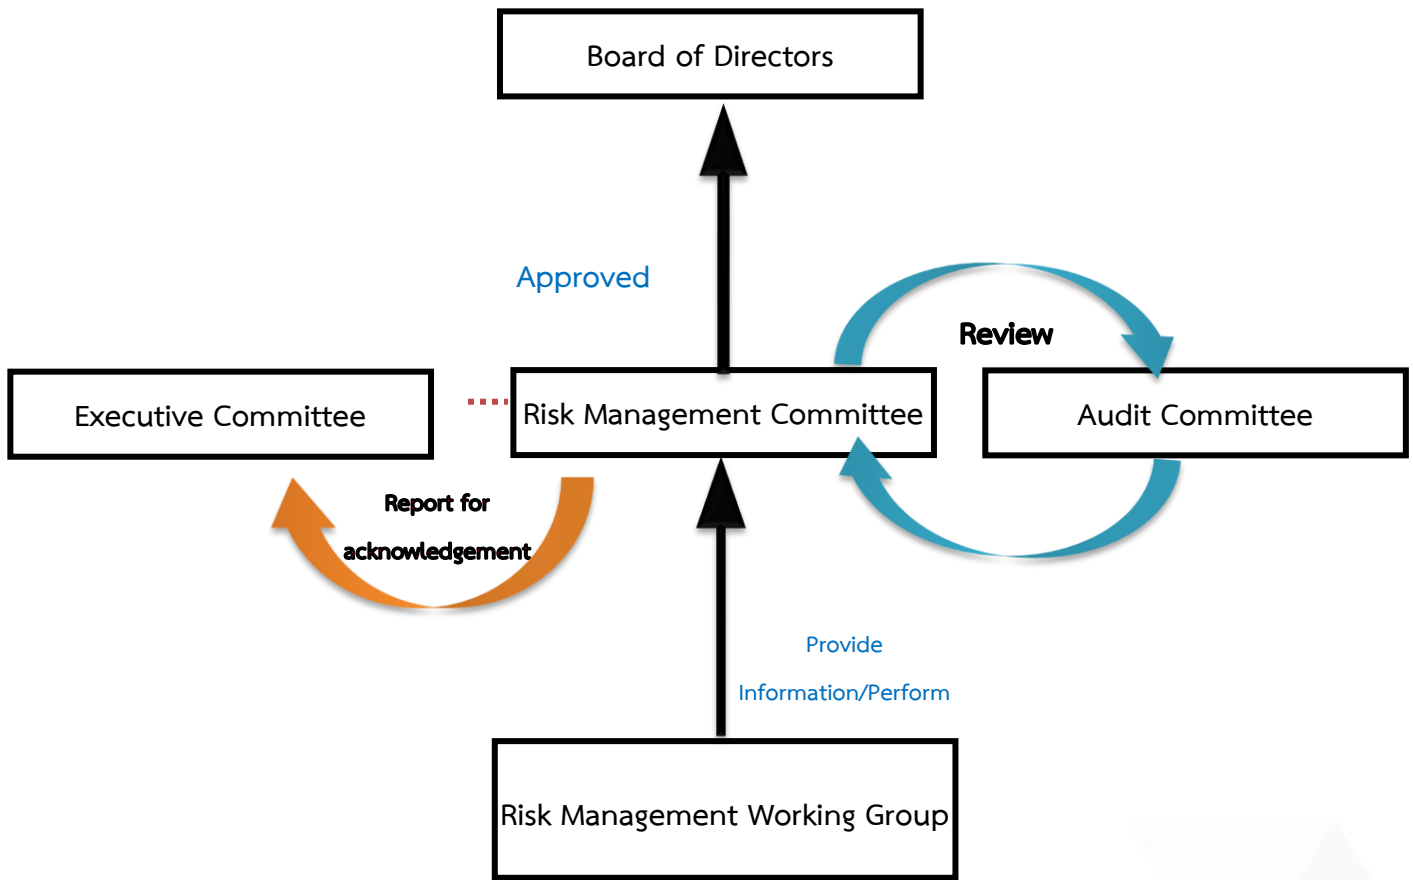 Board of Directors
Approved
Review
Executive Committee
Risk Management Committee
Audit Committee
Report for
acknowledgement
Provide
Information/Perform
Risk Management Working Group